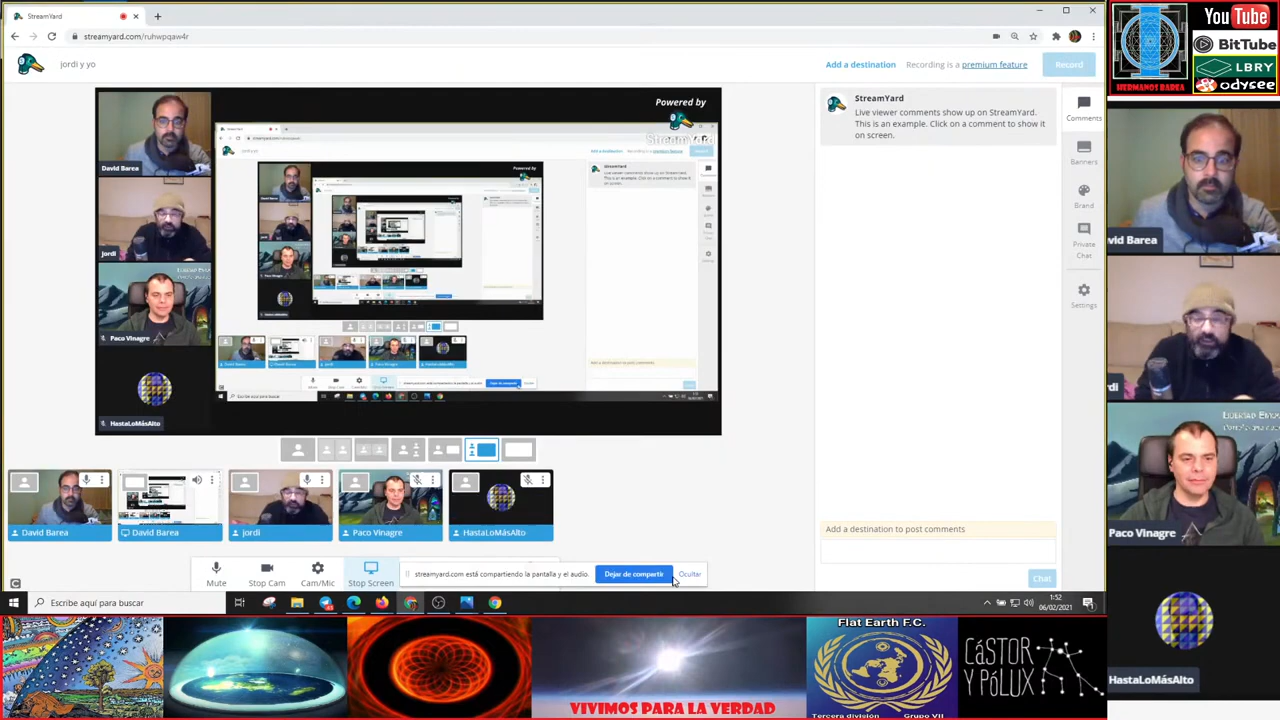 StreamYard
streamyard.com/ruhwpqaw4r
jordi y yo
Add a destination
Recording is a premium feature
Record
Powered by
StreamYard
David Barea
Jordi
Paco Vinagre
HastaLoMásAlto
StreamYard
Live viewer comments show up on StreamYard.
This is an example. Click on a comment to show it
on screen.
Comments
Banners
Brand
Private
Chat
Settings
Add a destination to post comments
Chat
David Barea
David Barea
jordi
Paco Vinagre
HastaLoMásAlto
Mute
Stop Cam
Cam/Mic
Stop Screen
streamyard.com está compartiendo la pantalla y el audio.
Dejar de compartir
Ocultar
Escribe aquí para buscar
1:52
06/02/2021
HERMANOS BAREA
YouTube
BitTube
LBRY
odysee
David Barea
Paco Vinagre
HastaLoMásAlto
VIVIMOS PARA LA VERDAD
Flat Earth F.C.
Tercera división Grupo VII
CáSTOR
Y PóLUX